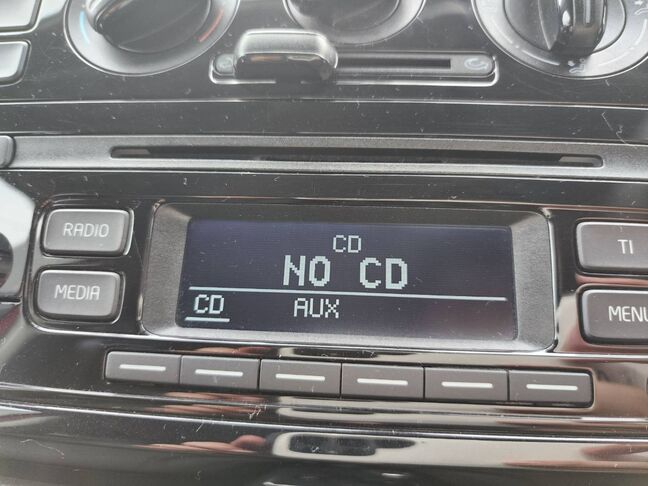 RADIO
MEDIA
CD
NO CD
CD AUX
TI
MENU